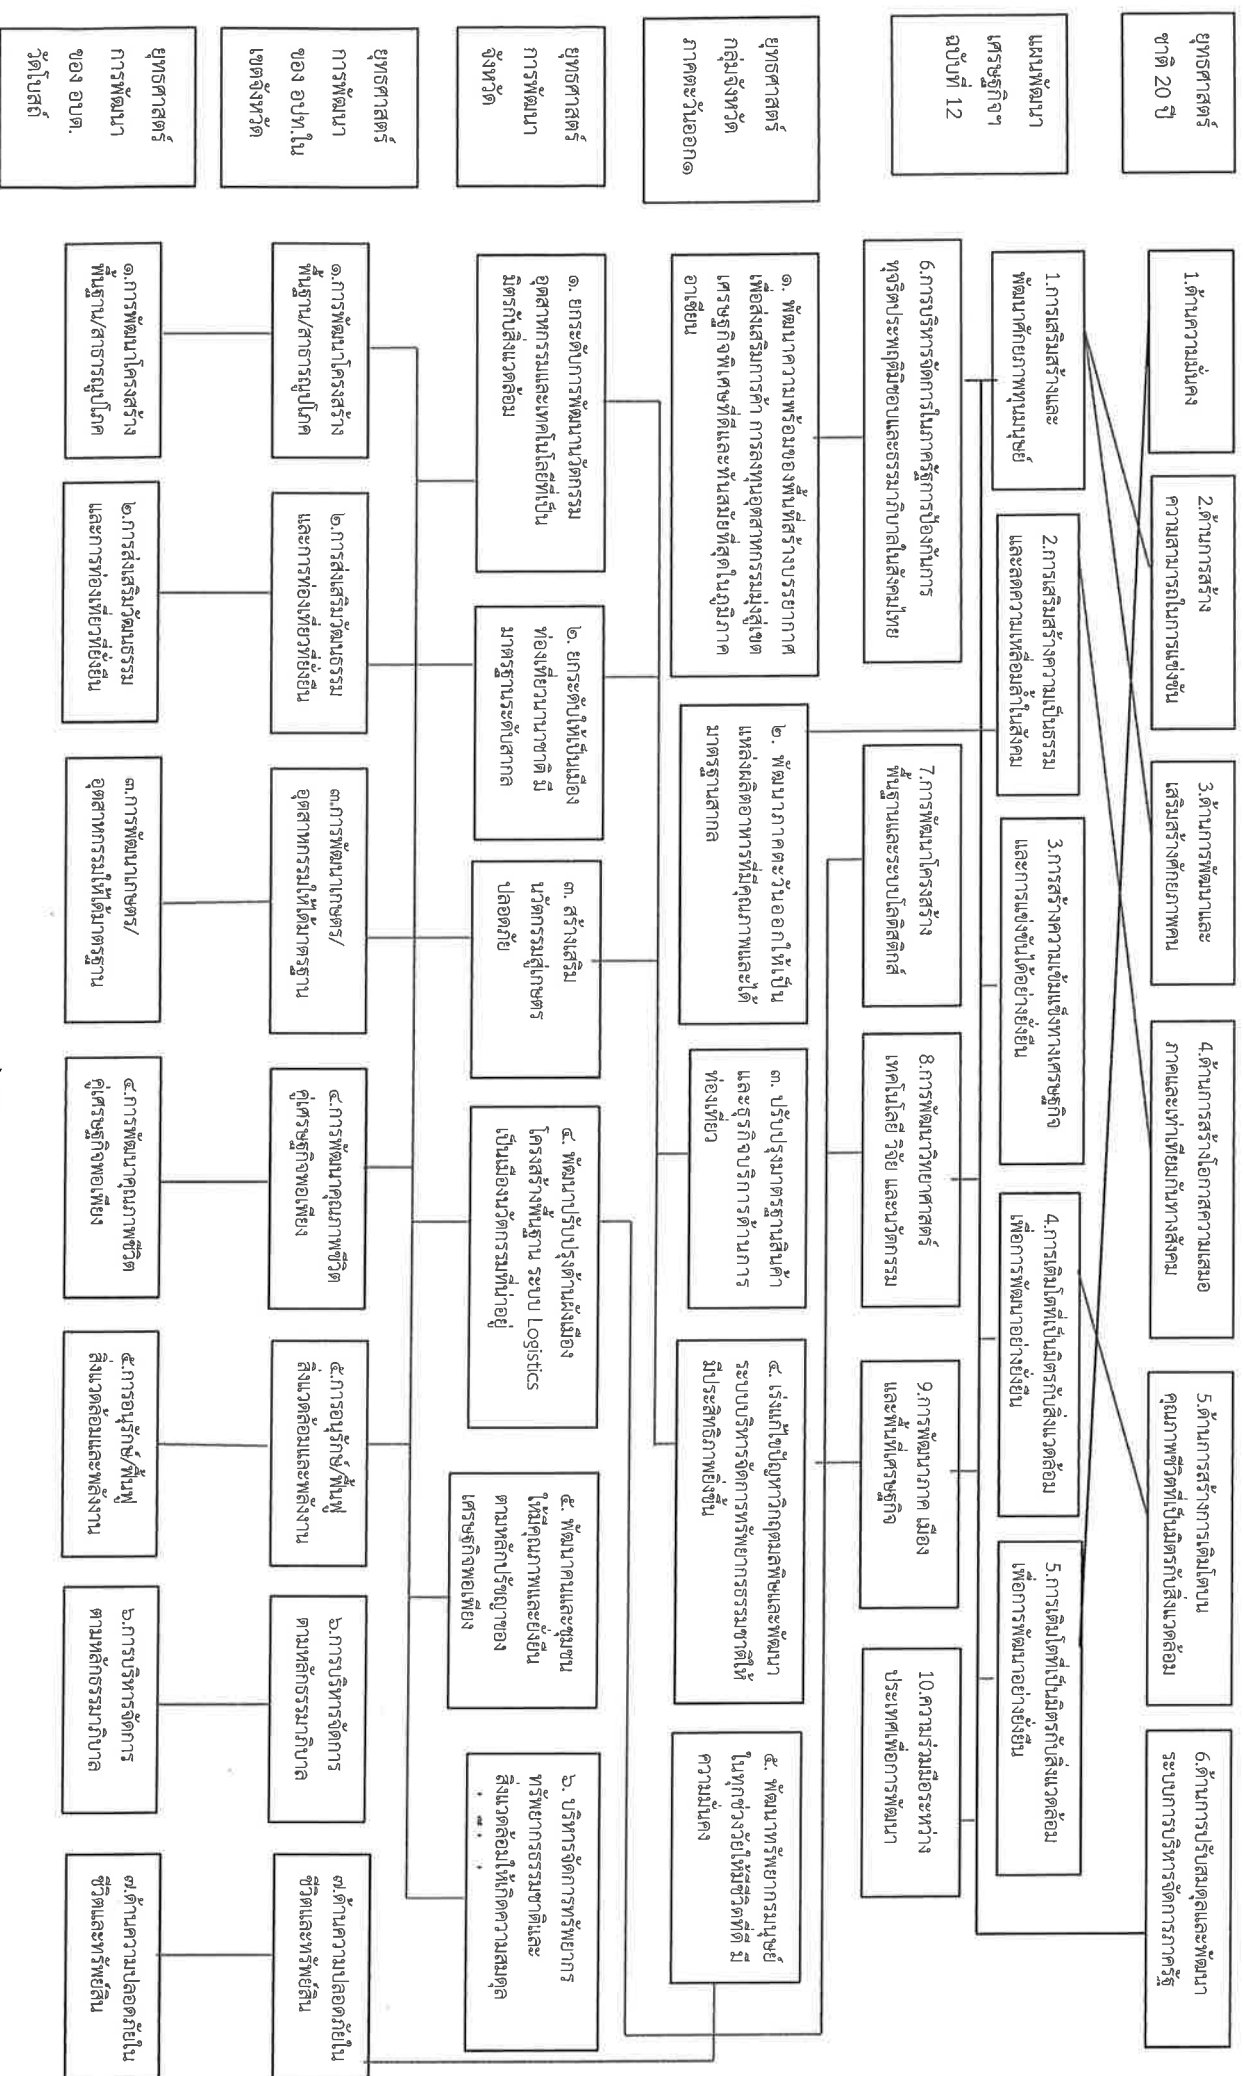 ยุทธศาสตร์
ชาติ 20 ปี
1.ด้านความมั่นคง
2.ด้านการสร้าง
ความสามารถในการแข่งขัน
3.ด้านการพัฒนาและ
เสริมสร้างศักยภาพคน
4.ด้านการสร้างโอกาสความเสมอ
ภาคและเท่าเทียมกันทางสังคม
5.ด้านการสร้างการเติบโตบน
คุณภาพชีวิตที่เป็นมิตรกับสิ่งแวดล้อม
6.ด้านการปรับสมดุลและพัฒนา
ระบบการบริหารจัดการภาครัฐ
แผนพัฒนา
เศรษฐกิจฯ
ฉบับที่ 12
1.การเสริมสร้างและ
พัฒนาศักยภาพทุนมนุษย์
2.การเสริมสร้างความเป็นธรรม
และลดความเหลื่อมล้ำในสังคม
3.การสร้างความเข้มแข็งทางเศรษฐกิจ
และการแข่งขันได้อย่างยั่งยืน
4.การเติบโตที่เป็นมิตรกับสิ่งแวดล้อม
เพื่อการพัฒนาอย่างยั่งยืน
5.การเติบโตที่เป็นมิตรกับสิ่งแวดล้อม
เพื่อการพัฒนาอย่างยั่งยืน
6.การบริหารจัดการในภาครัฐการป้องกันการ
ทุจริตประพฤติมิชอบและธรรมาภิบาลในสังคมไทย
7.การพัฒนาโครงสร้าง
พื้นฐานและระบบโลติสติกส์
8.การพัฒนาวิทยาศาสตร์
เทคโนโลยี วิจัย และนวัตกรรม
9.การพัฒนาภาค เมือง
และพื้นที่เศรษฐกิจ
10.ความร่วมมือระหว่าง
ประเทศเพื่อการพัฒนา
ยุทธศาสตร์
กลุ่มจังหวัด
ภาคตะวันออก๑
๑. พัฒนาความพร้อมของพื้นที่สร้างบรรยากาศ
เพื่อส่งเสริมการค้า การลงทุนอุตสาหกรรมมุ่งสู่เขต
เศรษฐกิจพิเศษที่ดีและทันสมัยที่สุดในภูมิภาค
อาเซียน
๒. พัฒนาภาคตะวันออกให้เป็น
แหล่งผลิตอาหารที่มีคุณภาพและได้
มาตรฐานสากล
๓. ปรับปรุงมาตรฐานสินค้า
และธุรกิจบริการด้านการ
ท่องเที่ยว
๔. เร่งแก้ไขปัญหาวิกฤตมลพิษและพัฒนา
ระบบบริหารจัดการทรัพยากรธรรมชาติให้
มีประสิทธิภาพยิ่งขึ้น
๕. พัฒนาทรัพยากรมนุษย์
ในทุกช่วงวัยให้มีชีวิตที่ดี มี
ความมั่นคง
ยุทธศาสตร์
การพัฒนา
จังหวัด
๑. ยกระดับการพัฒนานวัตกรรม
อุตสาหกรรมและเทคโนโลยีที่เป็น
มิตรกับสิ่งแวดล้อม
๒. ยกระดับให้เป็นเมือง
ท่องเที่ยวนานาชาติ มี
มาตรฐานระดับสากล
๓. สร้างเสริม
นวัตกรรมสู่เกษตร
ปลอดภัย
๔. พัฒนาปรับปรุงด้านผังเมือง
โครงสร้างพื้นฐาน ระบบ Logistics
เป็นเมืองนวัตกรรมที่น่าอยู่
๕. พัฒนาคนและชุมชน
ให้มีคุณภาพและยั่งยืน
ตามหลักปรัชญาของ
เศรษฐกิจพอเพียง
๖. บริหารจัดการทรัพยากร
ทรัพยากรธรรมชาติและ
สิ่งแวดล้อมให้เกิดความสมดุล
ยุทธศาสตร์
การพัฒนา
ของ อปท.ใน
เขตจังหวัด
๑.การพัฒนาโครงสร้าง
พื้นฐาน/สาธารณูปโภค
๒.การส่งเสริมวัฒนธรรม
และการท่องเที่ยวที่ยั่งยืน
๓.การพัฒนาเกษตร/
อุตสาหกรรมให้ได้มาตรฐาน
๔.การพัฒนาคุณภาพชีวิต
คู่เศรษฐกิจพอเพียง
๕.การอนุรักษ์/ฟื้นฟู
สิ่งแวดล้อมและพลังงาน
๖.การบริหารจัดการ
ตามหลักธรรมาภิบาล
๗.ด้านความปลอดภัยใน
ชีวิตและทรัพย์สิน
ยุทธศาสตร์
การพัฒนา
ของ อบต.
วัดโบสถ์
๑.การพัฒนาโครงสร้าง
พื้นฐาน/สาธารณูปโภค
๒.การส่งเสริมวัฒนธรรม
และการท่องเที่ยวที่ยั่งยืน
๓.การพัฒนาเกษตร/
อุตสาหกรรมให้ได้มาตรฐาน
๔.การพัฒนาคุณภาพชีวิต
คู่เศรษฐกิจพอเพียง
๕.การอนุรักษ์/ฟื้นฟู
สิ่งแวดล้อมและพลังงาน
๖.การบริหารจัดการ
ตามหลักธรรมาภิบาล
๗.ด้านความปลอดภัยใน
ชีวิตและทรัพย์สิน